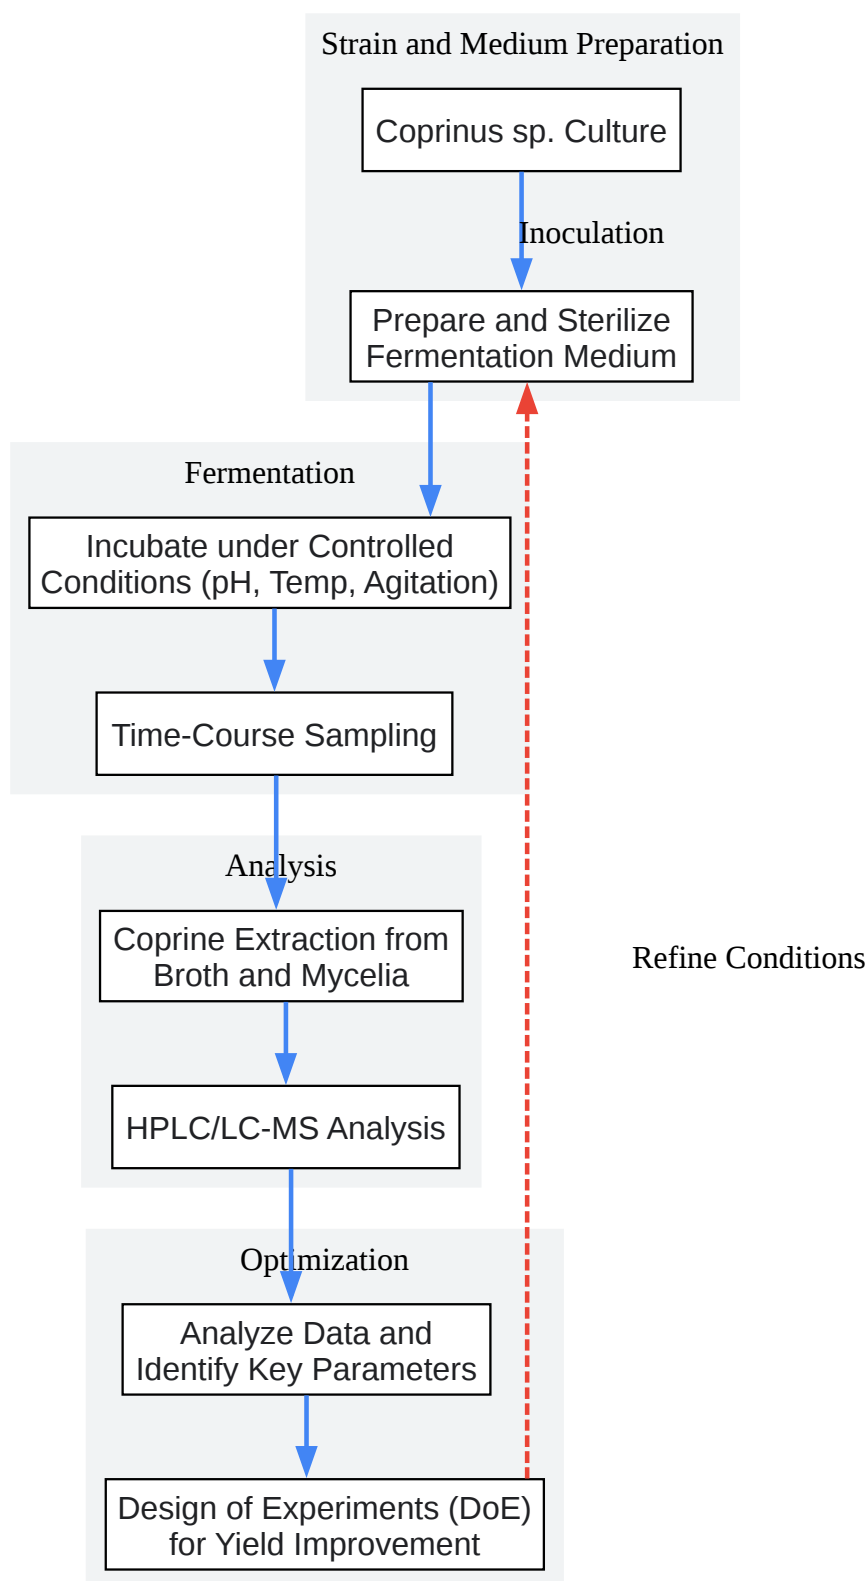 Strain and Medium Preparation
Coprinus sp. Culture
Inoculation
Prepare and Sterilize
Fermentation Medium
Fermentation
Incubate under Controlled
Conditions (pH, Temp, Agitation)
Time-Course Sampling
Analysis
Coprine Extraction from
Broth and Mycelia
Refine Conditions
HPLC/LC-MS Analysis
Optimization
Analyze Data and
Identify Key Parameters
Design of Experiments (DoE)
for Yield Improvement